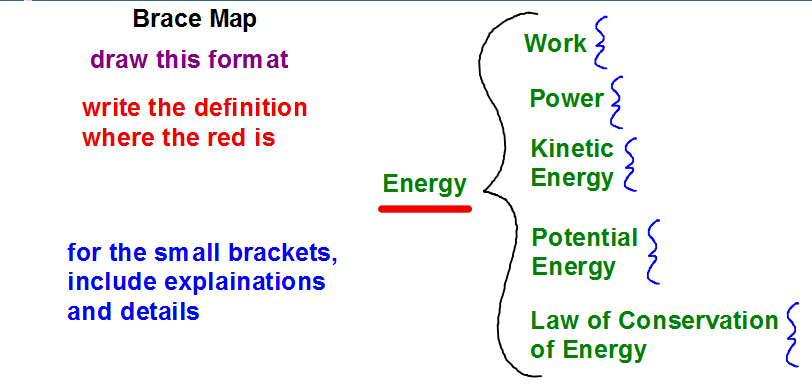 Brace Map
draw this format
write the definition
where the red is
for the small brackets,
include explainations
and details
Energy
Work
Power
Kinetic
Energy
Potential
Energy
Law of Conservation
of Energy